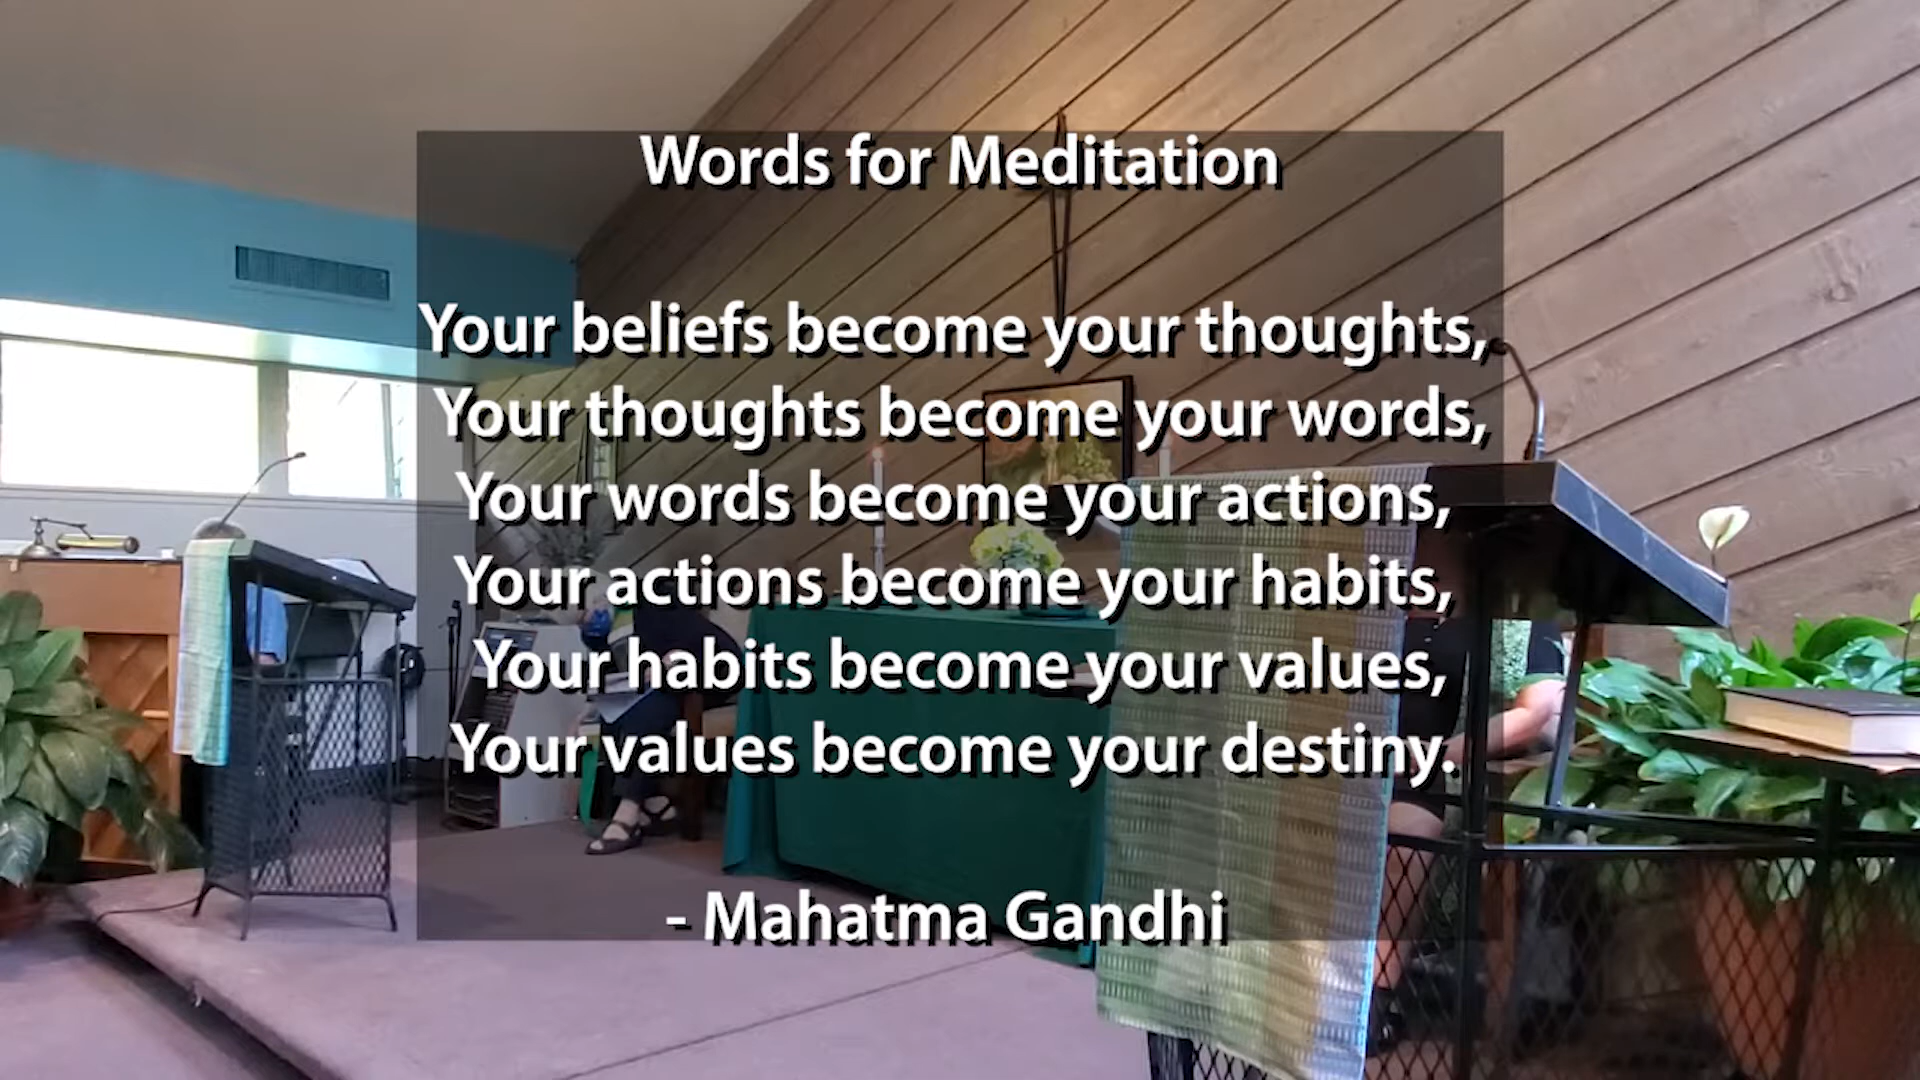 Words for Meditation
Your beliefs become your thoughts,
Your thoughts become your words,
Your words become your actions,
Your actions become your habits,
Your habits become your values,
Your values become your destiny.
- Mahatma Gandhi